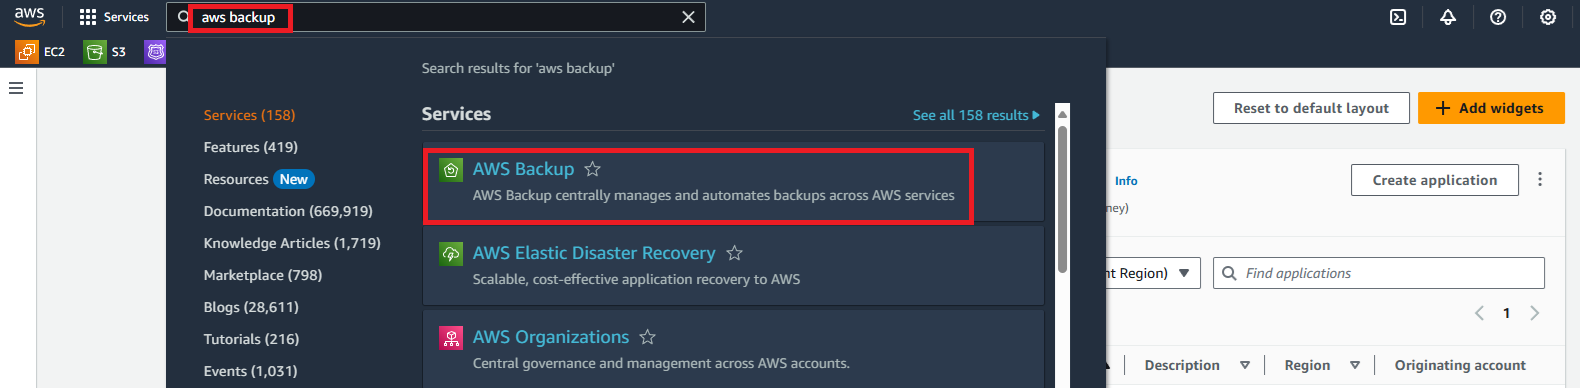 aws
Services
aws backup
EC2
S3
Search results for 'aws backup'
Services (158)
Features (419)
Resources New
Documentation (669,919)
Knowledge Articles (1,719)
Marketplace (798)
Blogs (28,611)
Tutorials (216)
Events (1,031)
Services
See all 158 results
AWS Backup
AWS Backup centrally manages and automates backups across AWS services
AWS Elastic Disaster Recovery
Scalable, cost-effective application recovery to AWS
AWS Organizations
Central governance and management across AWS accounts.
Reset to default layout
+ Add widgets
Info
Create application
ney)
nt Region)
Find applications
1
Description
Region
Originating account